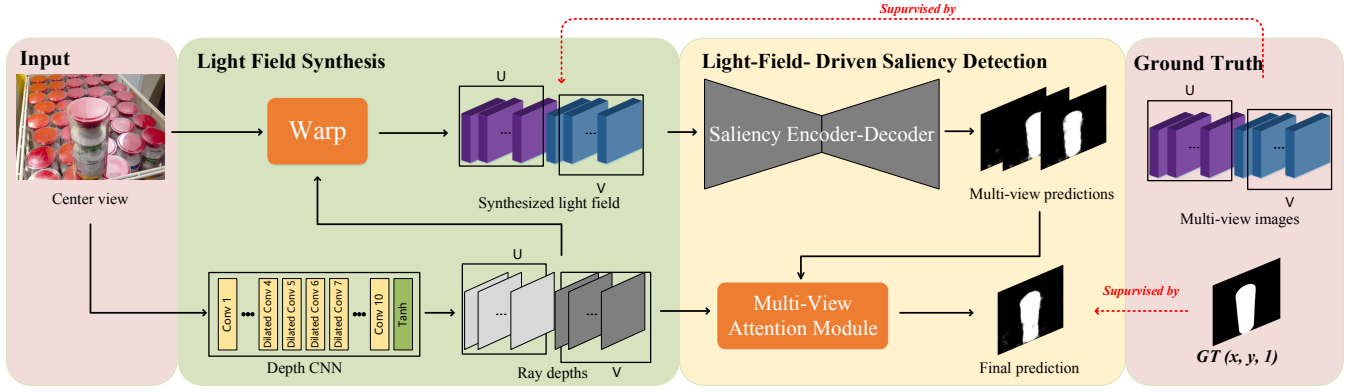 Supurvised by
Input
Light Field Synthesis
Light-Field- Driven Saliency Detection
Ground Truth
U
Warp
...
...
V
Synthesized light field
Center view
Saliency Encoder-Decoder
Multi-view predictions
U
...
...
V
Multi-view images
Conv 1
•••
Dilated Conv 4
Dilated Conv 5
Dilated Conv 6
Dilated Conv 7
•••
Conv 10
Tanh
Depth CNN
U
...
...
V
Ray depths
Multi-View
Attention Module
Final prediction
Supurvised by
GT (x, y, 1)